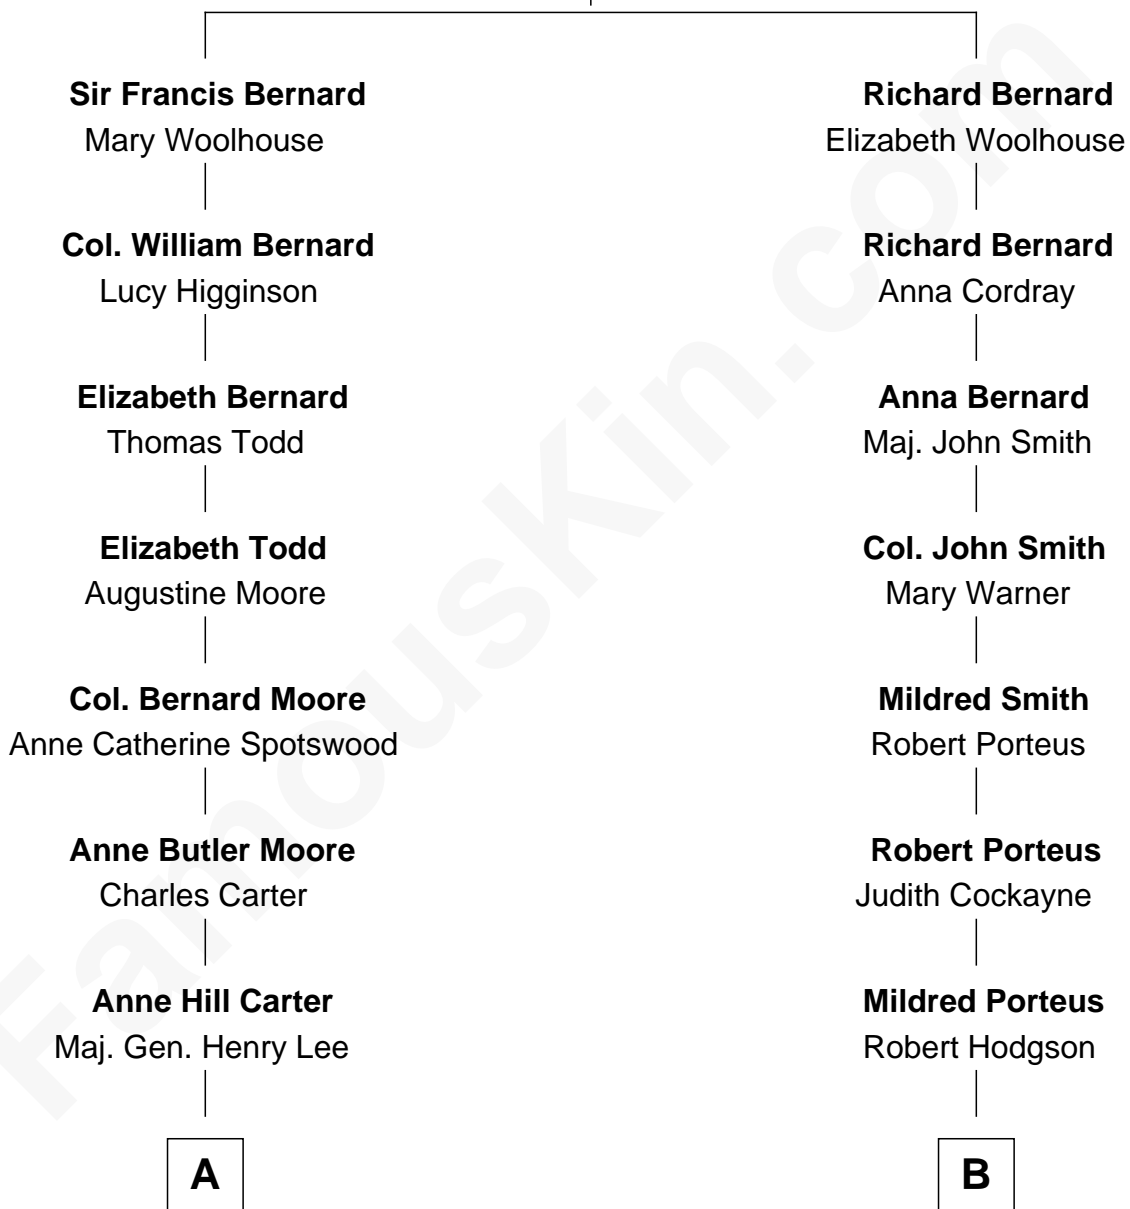 Sir Francis Bernard
Mary Woolhouse
Col. William Bernard
Lucy Higginson
Elizabeth Bernard
Thomas Todd
Elizabeth Todd
Augustine Moore
Col. Bernard Moore
Anne Catherine Spotswood
Anne Butler Moore
Charles Carter
Anne Hill Carter
Maj. Gen. Henry Lee
A
Richard Bernard
Elizabeth Woolhouse
Richard Bernard
Anna Cordray
Anna Bernard
Maj. John Smith
Col. John Smith
Mary Warner
Mildred Smith
Robert Porteus
Robert Porteus
Judith Cockayne
Mildred Porteus
Robert Hodgson
B
FamousKin.com